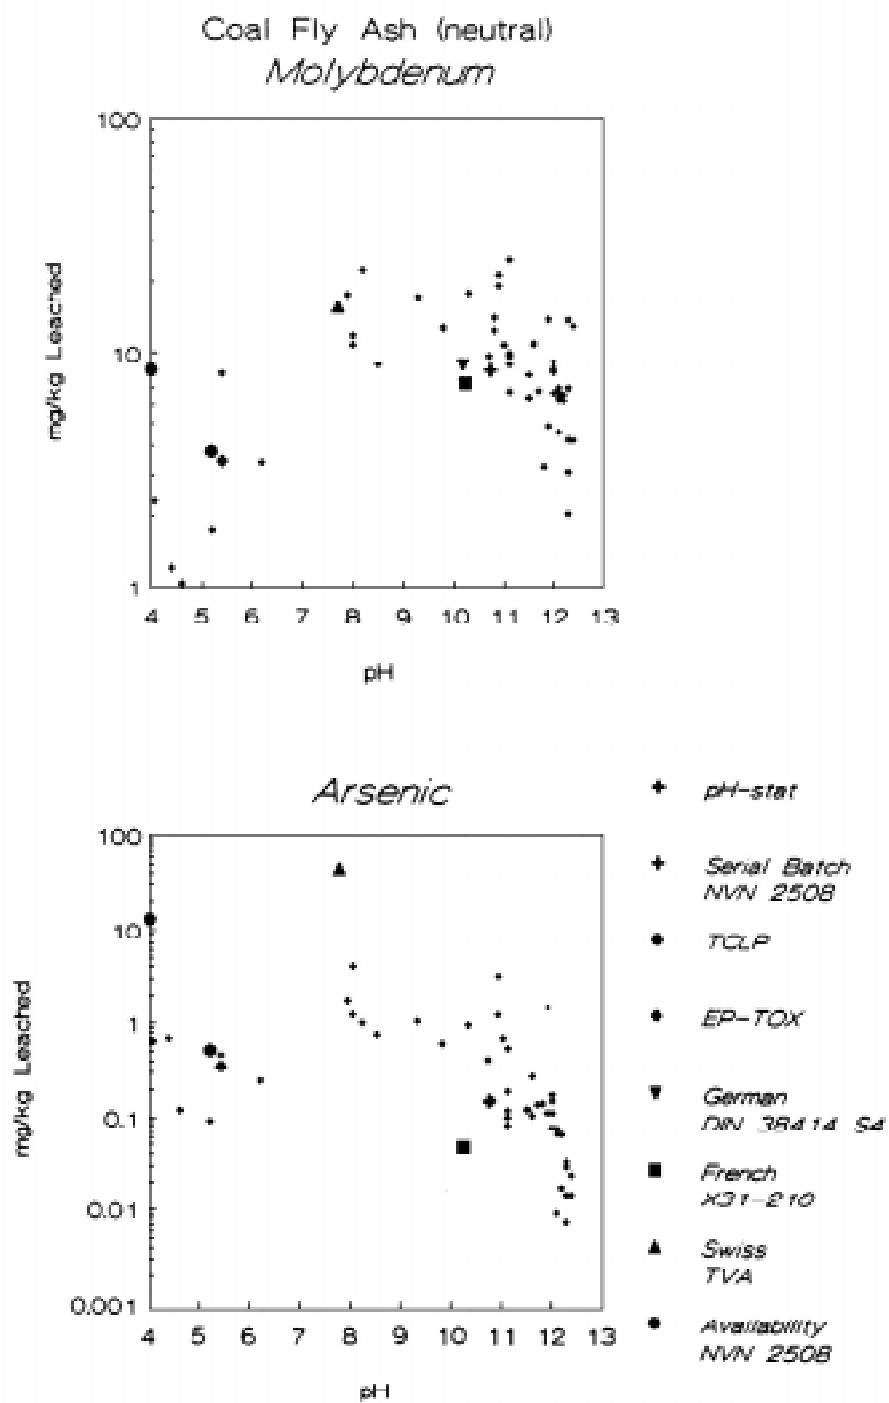 Coal Fly Ash (neutral)
Molybdenum
100
10
1
mg/kg Leached
4 5 6 7 8 9 10 11 12 13
pH
Arsenic
100
10
1
0.1
0.01
0.001
mg/kg Leached
4 5 6 7 8 9 10 11 12 13
pH
pH-stat
Serial Batch
NVN 2508
TCLP
EP-TOX
German
DIN 38414 S4
French
X31-210
Swiss
TVA
Availability
NVN 2508